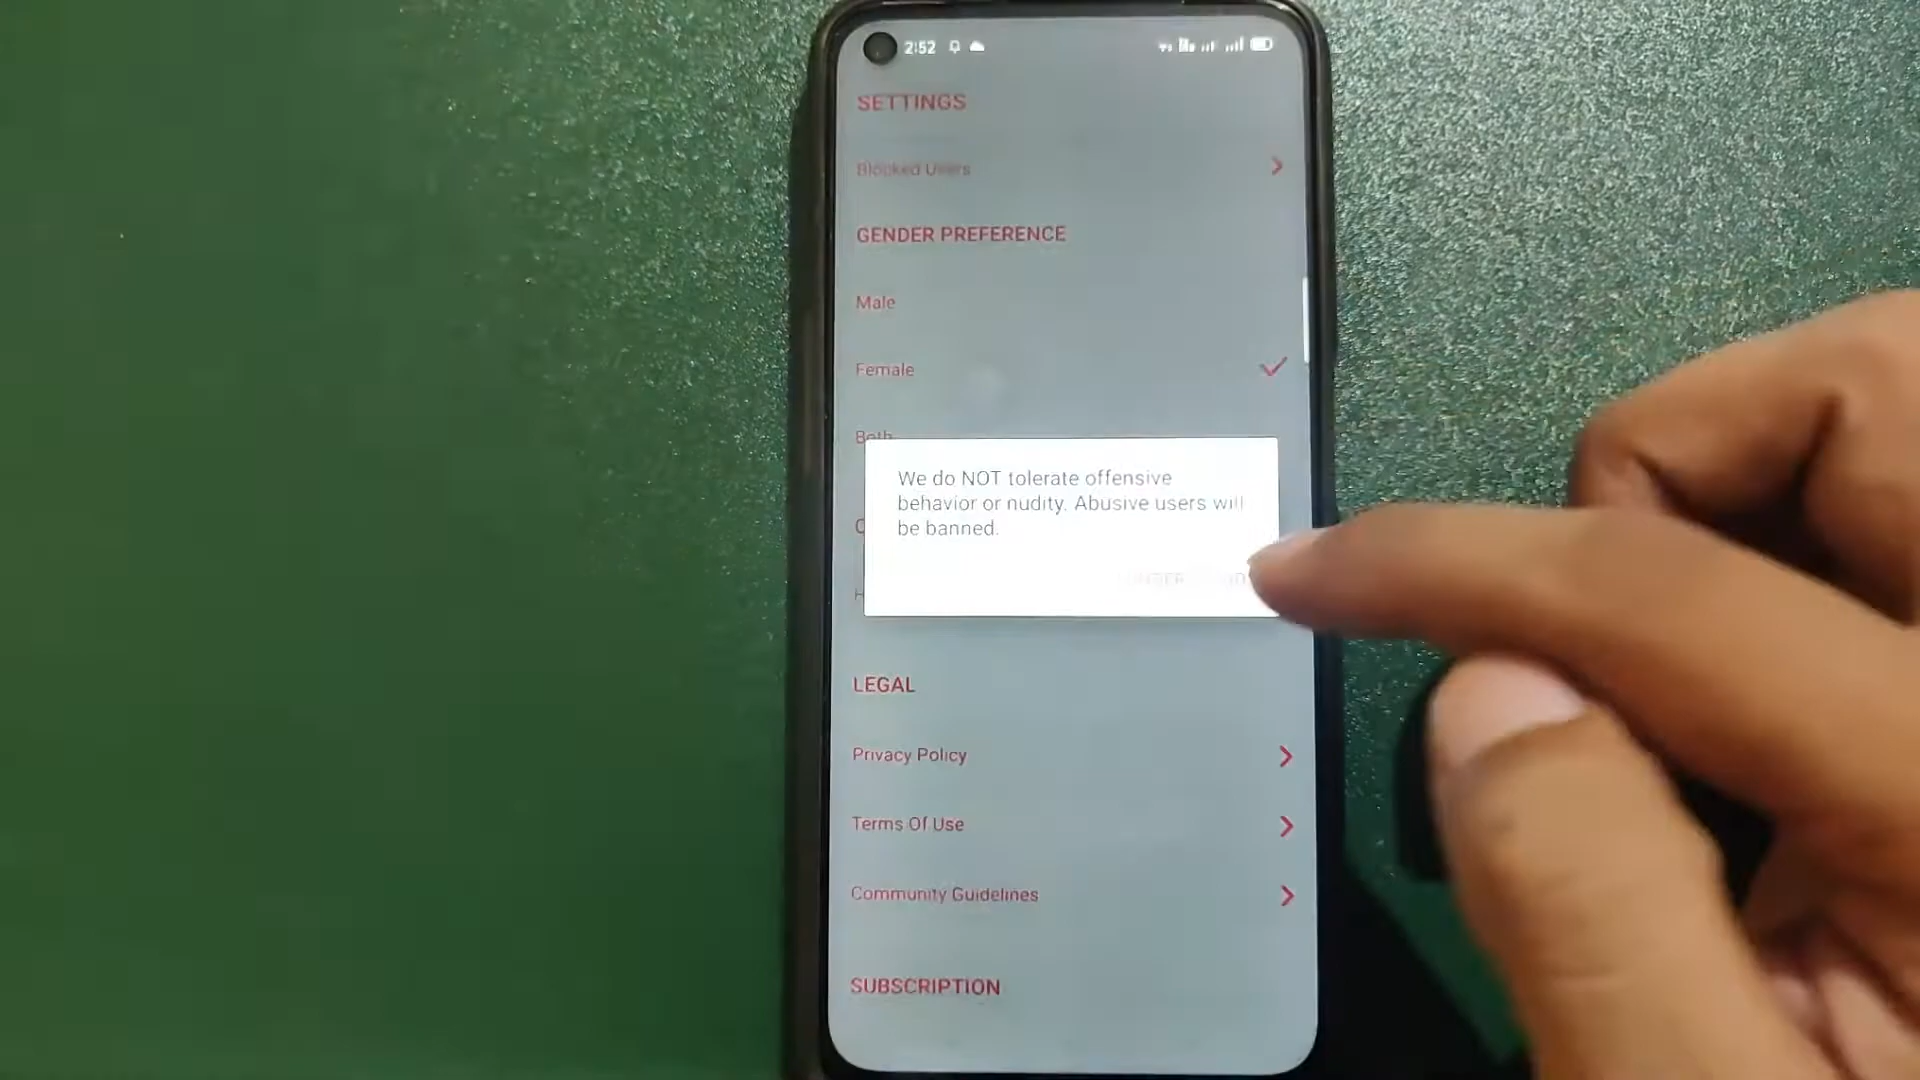 2:52
SETTINGS
Blocked Users
GENDER PREFERENCE
Male
Female
Both
We do NOT tolerate offensive
behavior or nudity. Abusive users will
be banned.
LEGAL
Privacy Policy
Terms Of Use
Community Guidelines
SUBSCRIPTION